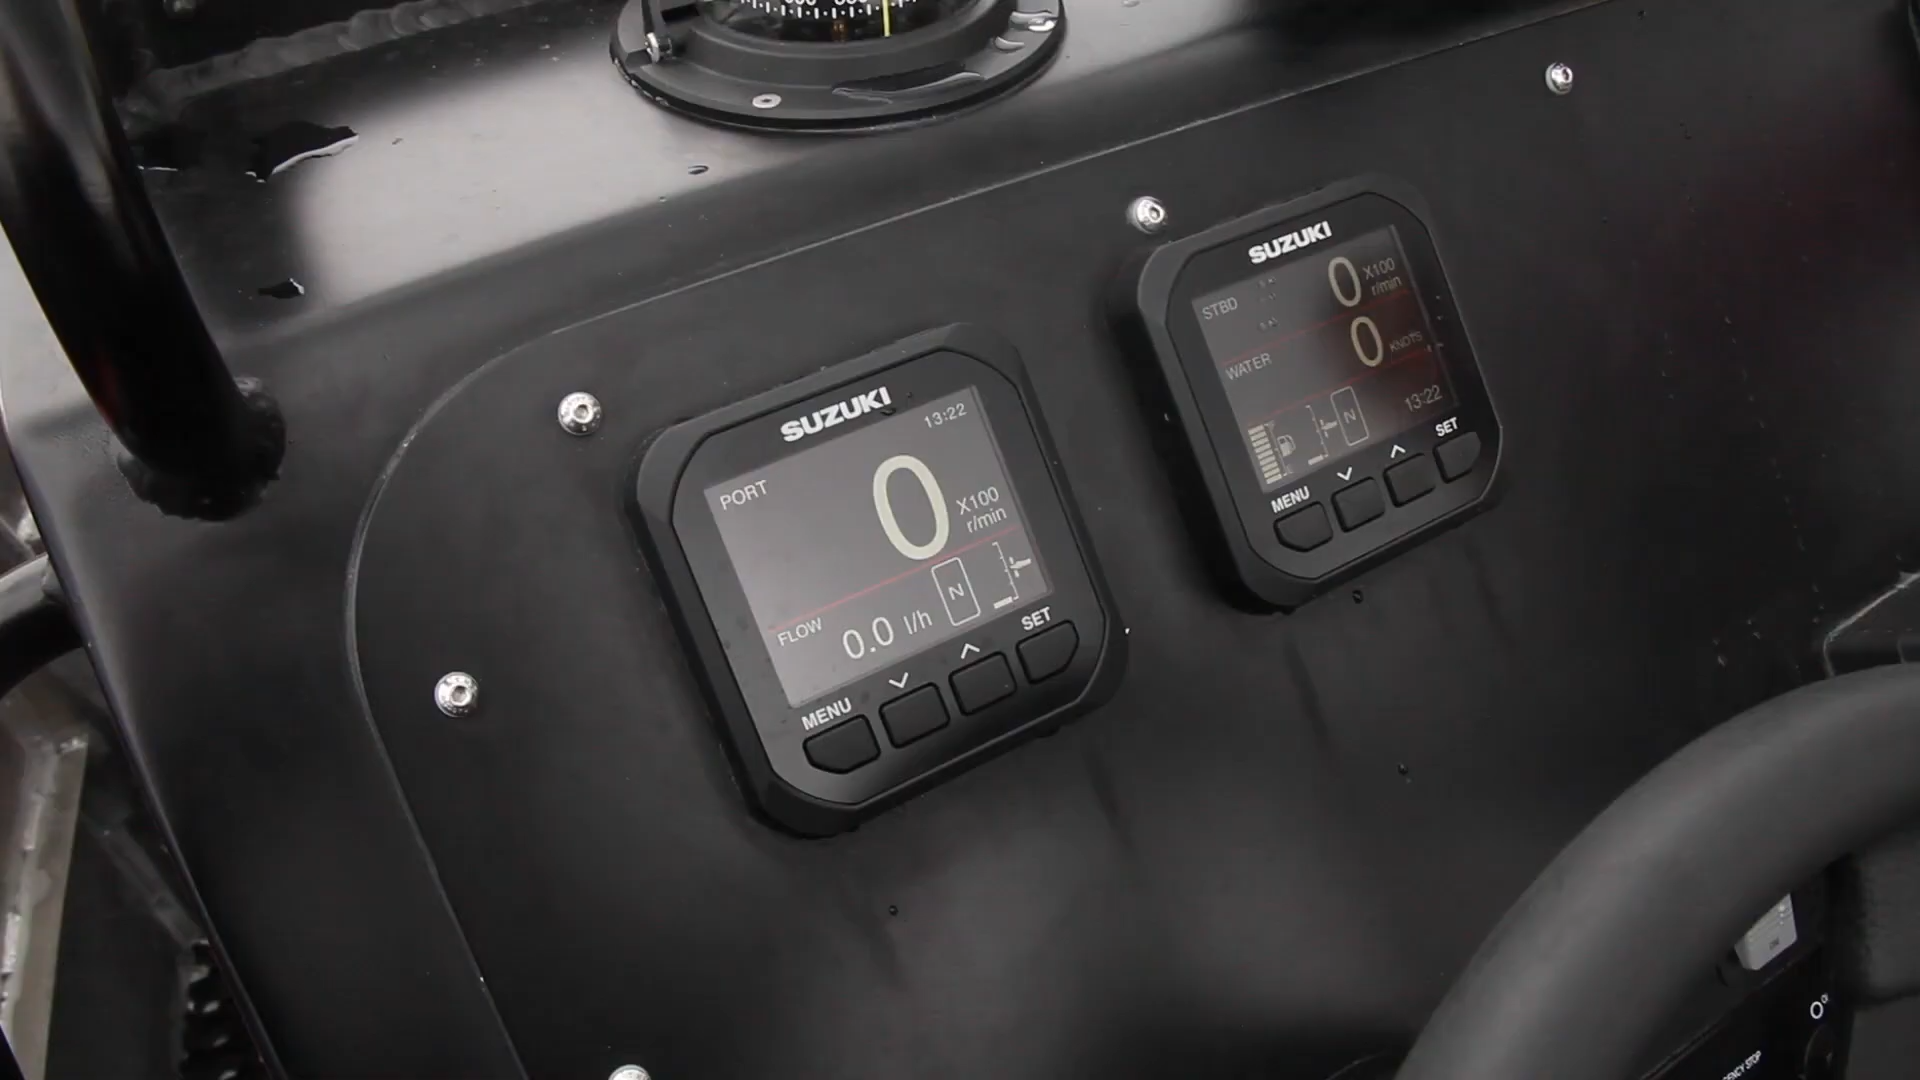 SUZUKI
13:22
PORT
0 X100
r/min
N
FLOW 0.0 l/h
MENU
SET
SUZUKI
STBD 0 X100
r/min
WATER 0 KNOTS
13:22
N
MENU
SET
ON